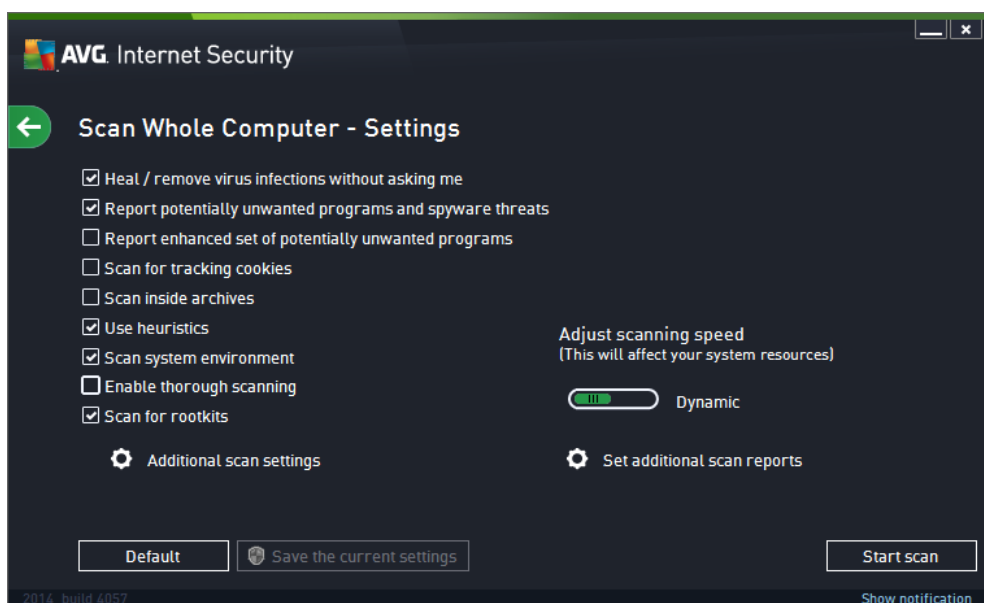 AVG. Internet Security
Scan Whole Computer - Settings
Heal / remove virus infections without asking me
Report potentially unwanted programs and spyware threats
Report enhanced set of potentially unwanted programs
Scan for tracking cookies
Scan inside archives
Use heuristics
Scan system environment
Enable thorough scanning
Scan for rootkits
Adjust scanning speed
(This will affect your system resources)
Dynamic
Additional scan settings
Set additional scan reports
Default
Save the current settings
Start scan
2014 build 4057
Show notification